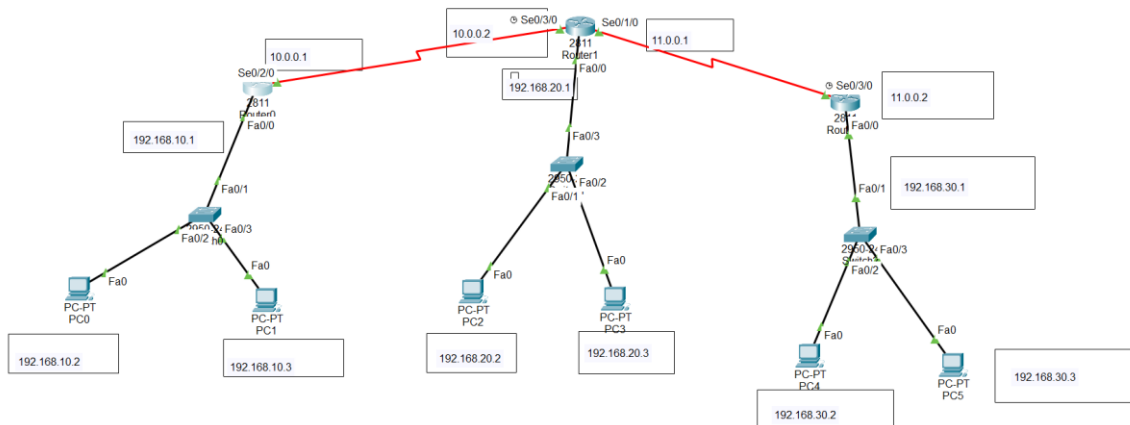 Se0/3/0
Se0/1/0
10.0.0.2
11.0.0.1
2811
Router1
10.0.0.1
Fa0/0
Se0/2/0
192.168.20.1
Se0/3/0
11.0.0.2
2811
Router0
Fa0/0
Fa0/0
192.168.10.1
Fa0/3
Fa0/1
Fa0/2
Fa0/1
Fa0/1
192.168.30.1
Fa0/3
Fa0/2
Fa0/3
Fa0/2
Fa0
Fa0
Fa0
Fa0
PC-PT
PC0
PC-PT
PC1
PC-PT
PC2
PC-PT
PC3
Fa0
Fa0
192.168.10.2
192.168.10.3
192.168.20.2
192.168.20.3
PC-PT
PC4
PC-PT
PC5
192.168.30.3
192.168.30.2